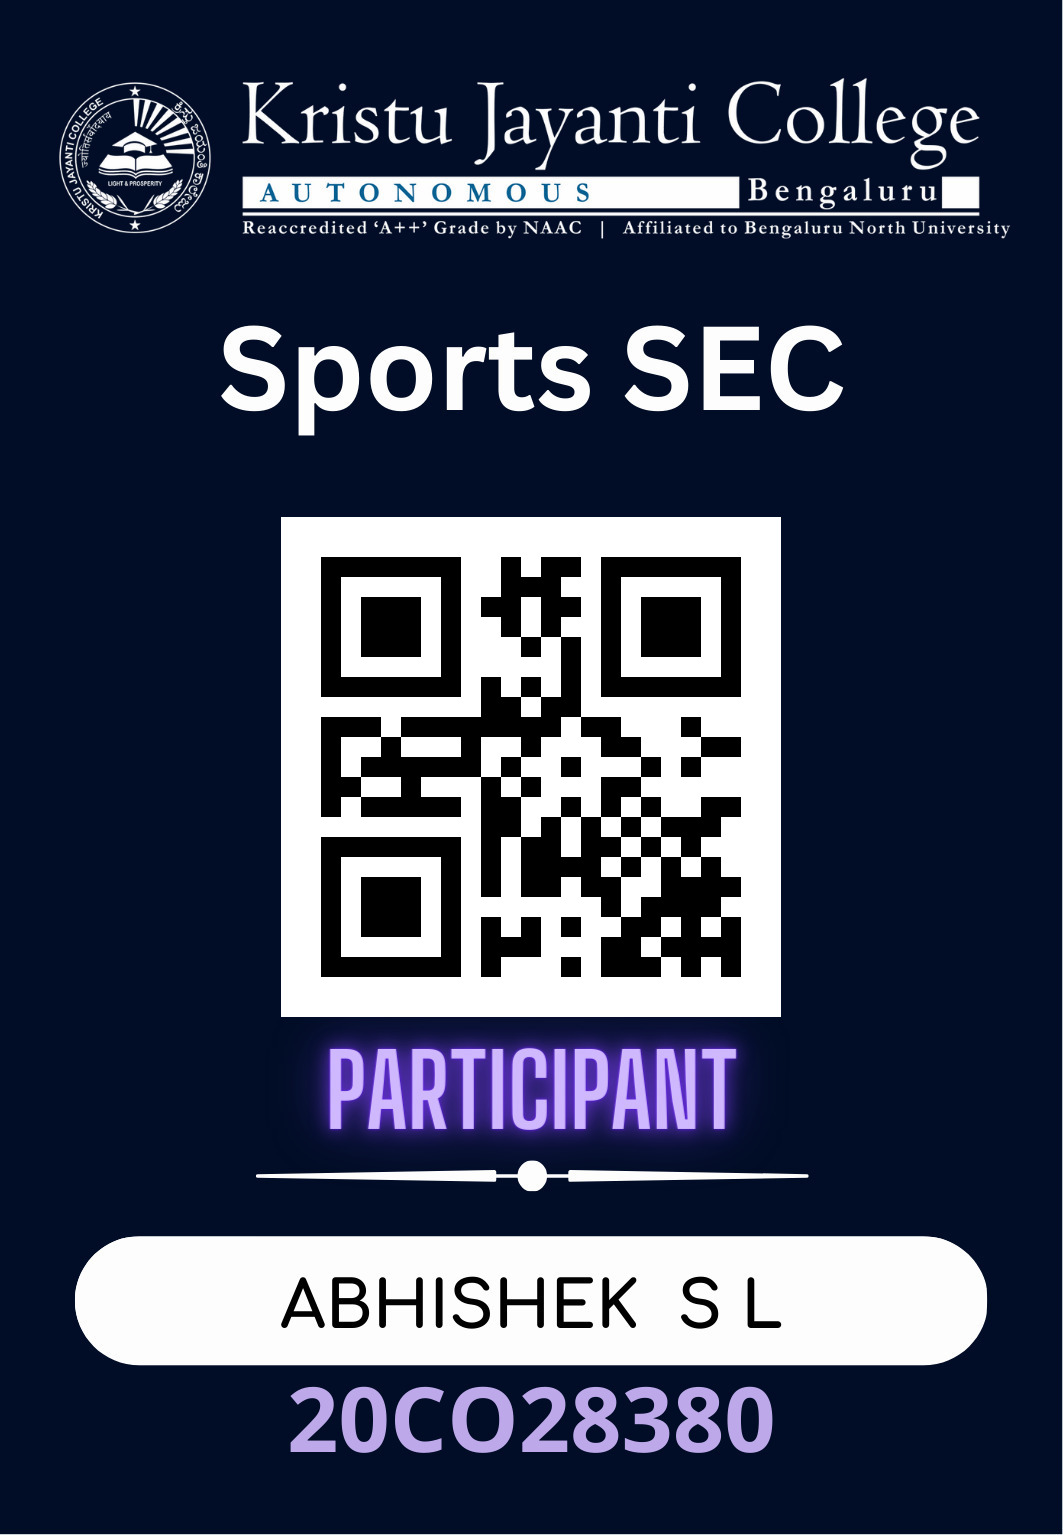 KRISTU JAYANTI COLLEGE
ಕ್ರಿಸ್ತು ಜಯಂತಿ ಕಾಲೇಜು
LIGHT & PROSPERITY
Kristu Jayanti College
AUTONOMOUS Bengaluru
Reaccredited ‘A++’ Grade by NAAC | Affiliated to Bengaluru North University
Sports SEC
PARTICIPANT
ABHISHEK S L
20CO28380